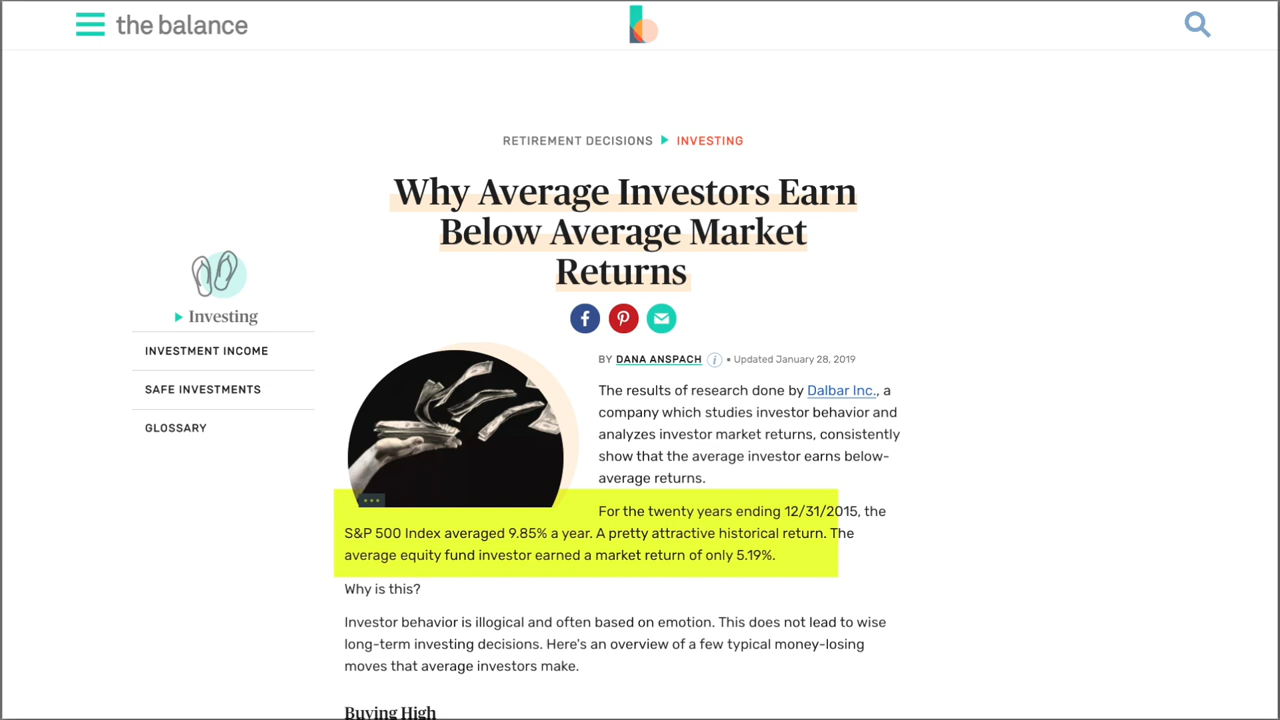 the balance
RETIREMENT DECISIONS INVESTING
Why Average Investors Earn
Below Average Market
Returns
Investing
INVESTMENT INCOME
SAFE INVESTMENTS
GLOSSARY
BY DANA ANSPACH i • Updated January 28, 2019
The results of research done by Dalbar Inc., a
company which studies investor behavior and
analyzes investor market returns, consistently
show that the average investor earns below-
average returns.
For the twenty years ending 12/31/2015, the
S&P 500 Index averaged 9.85% a year. A pretty attractive historical return. The
average equity fund investor earned a market return of only 5.19%.
Why is this?
Investor behavior is illogical and often based on emotion. This does not lead to wise
long-term investing decisions. Here's an overview of a few typical money-losing
moves that average investors make.
Buying High